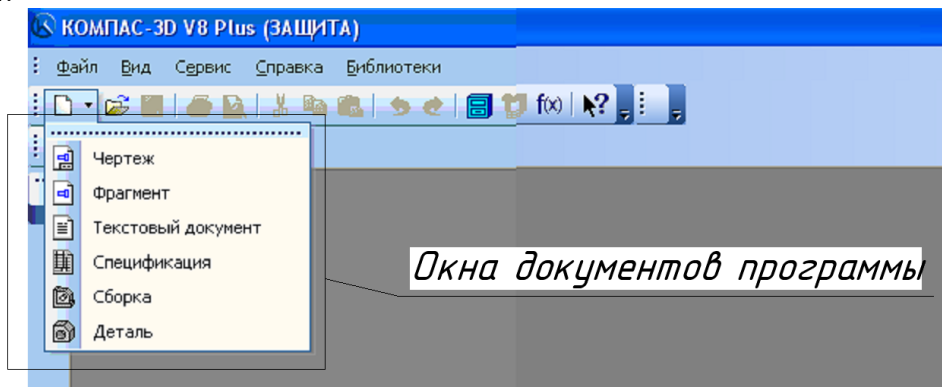 КОМПАС-3D V8 Plus (ЗАЩИТА)
Файл Вид Сервис Справка Библиотеки
f(x) ?
Чертеж
Фрагмент
Текстовый документ
Спецификация
Сборка
Деталь
Окна документов программы